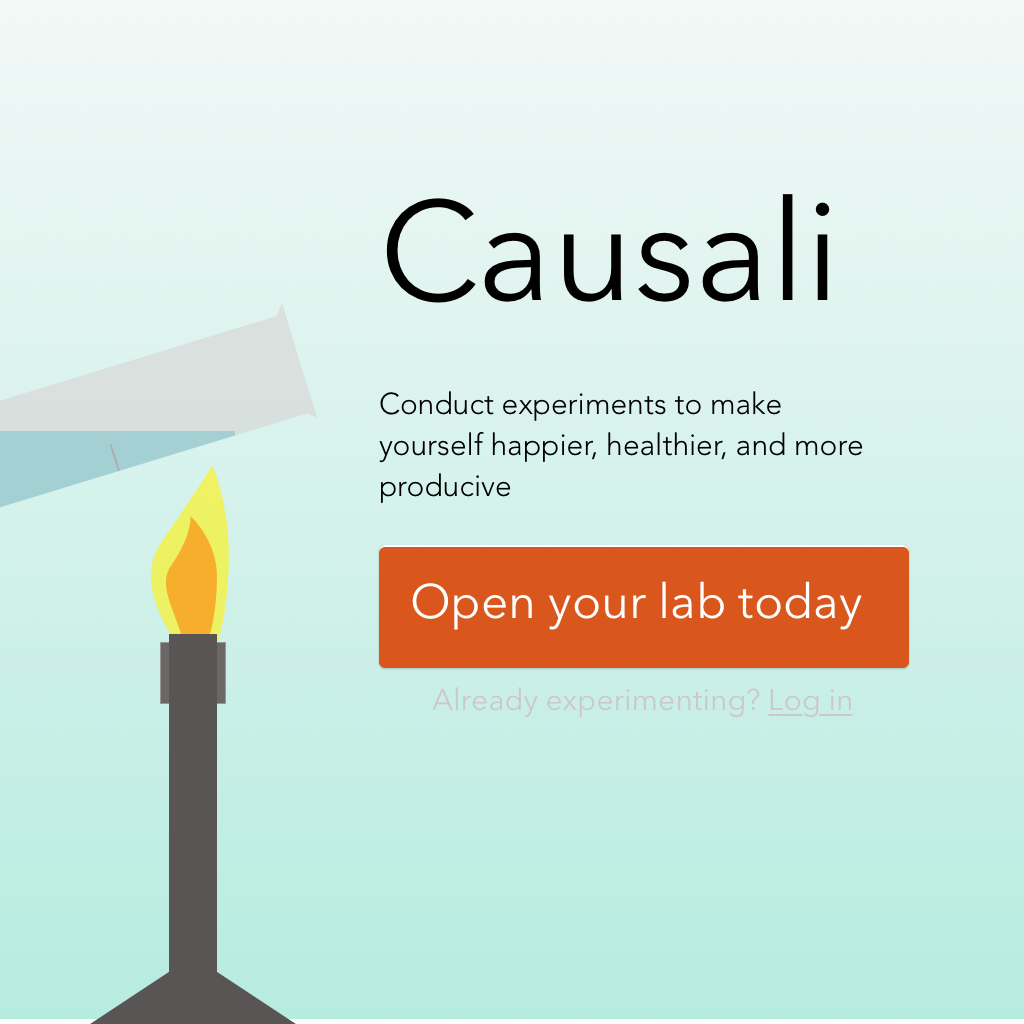 Causali
Conduct experiments to make
yourself happier, healthier, and more
producive
Open your lab today
Already experimenting? Log in